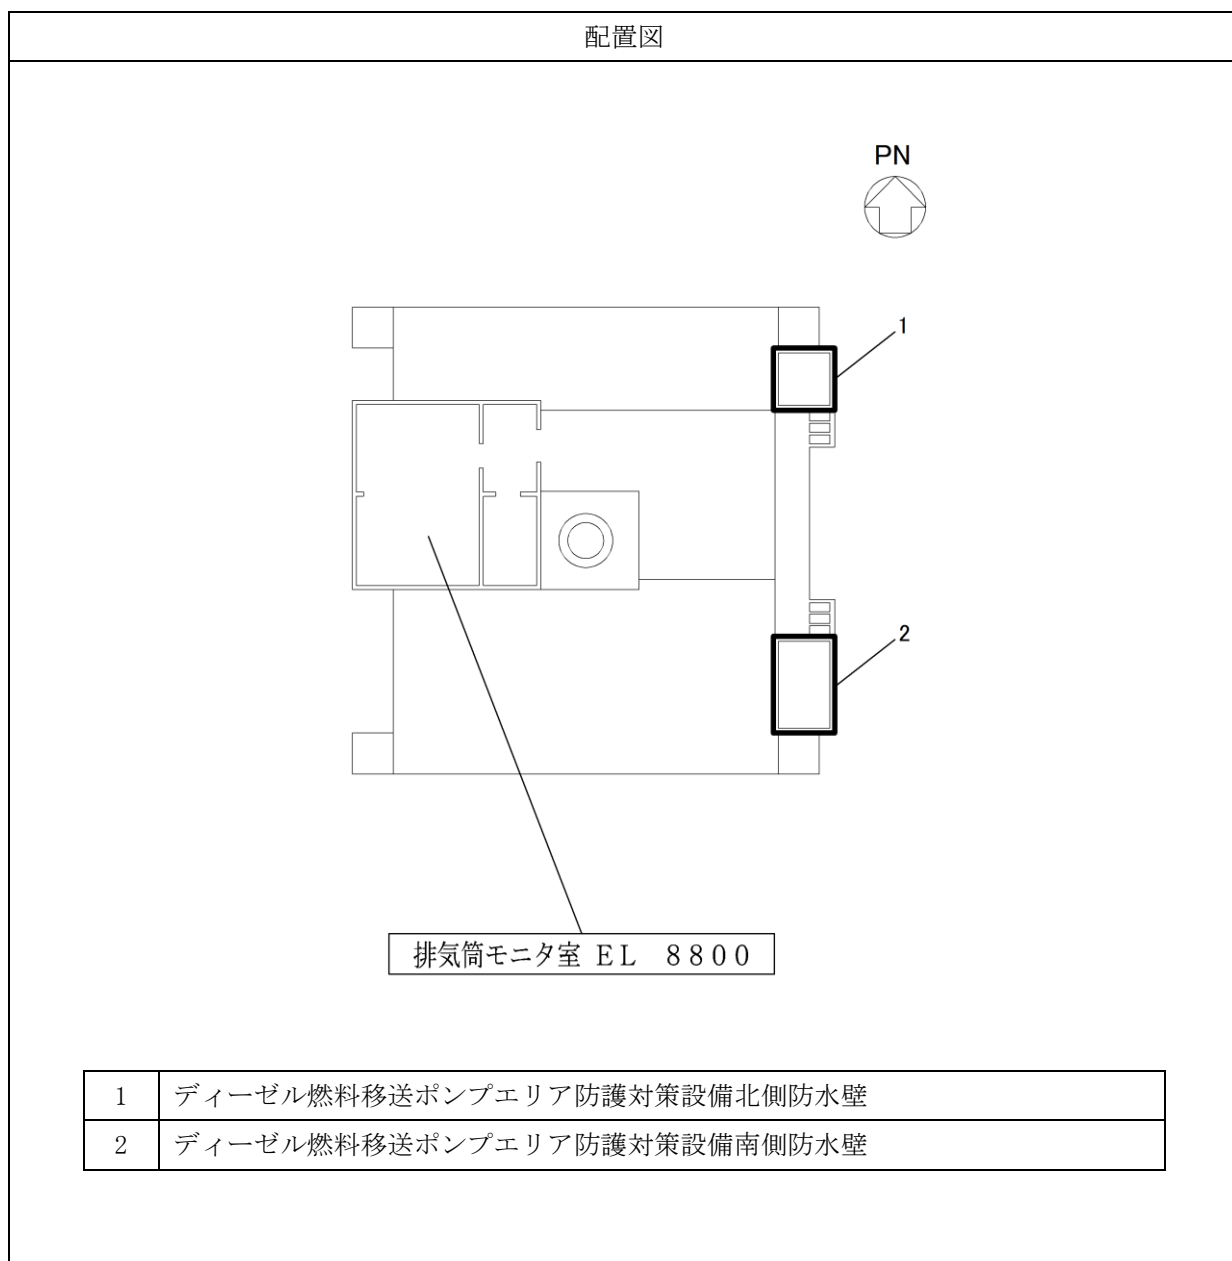 配置図
PN
1
2
排気筒モニタ室 EL 8800
1 ディーゼル燃料移送ポンプエリア防護対策設備北側防水壁
2 ディーゼル燃料移送ポンプエリア防護対策設備南側防水壁